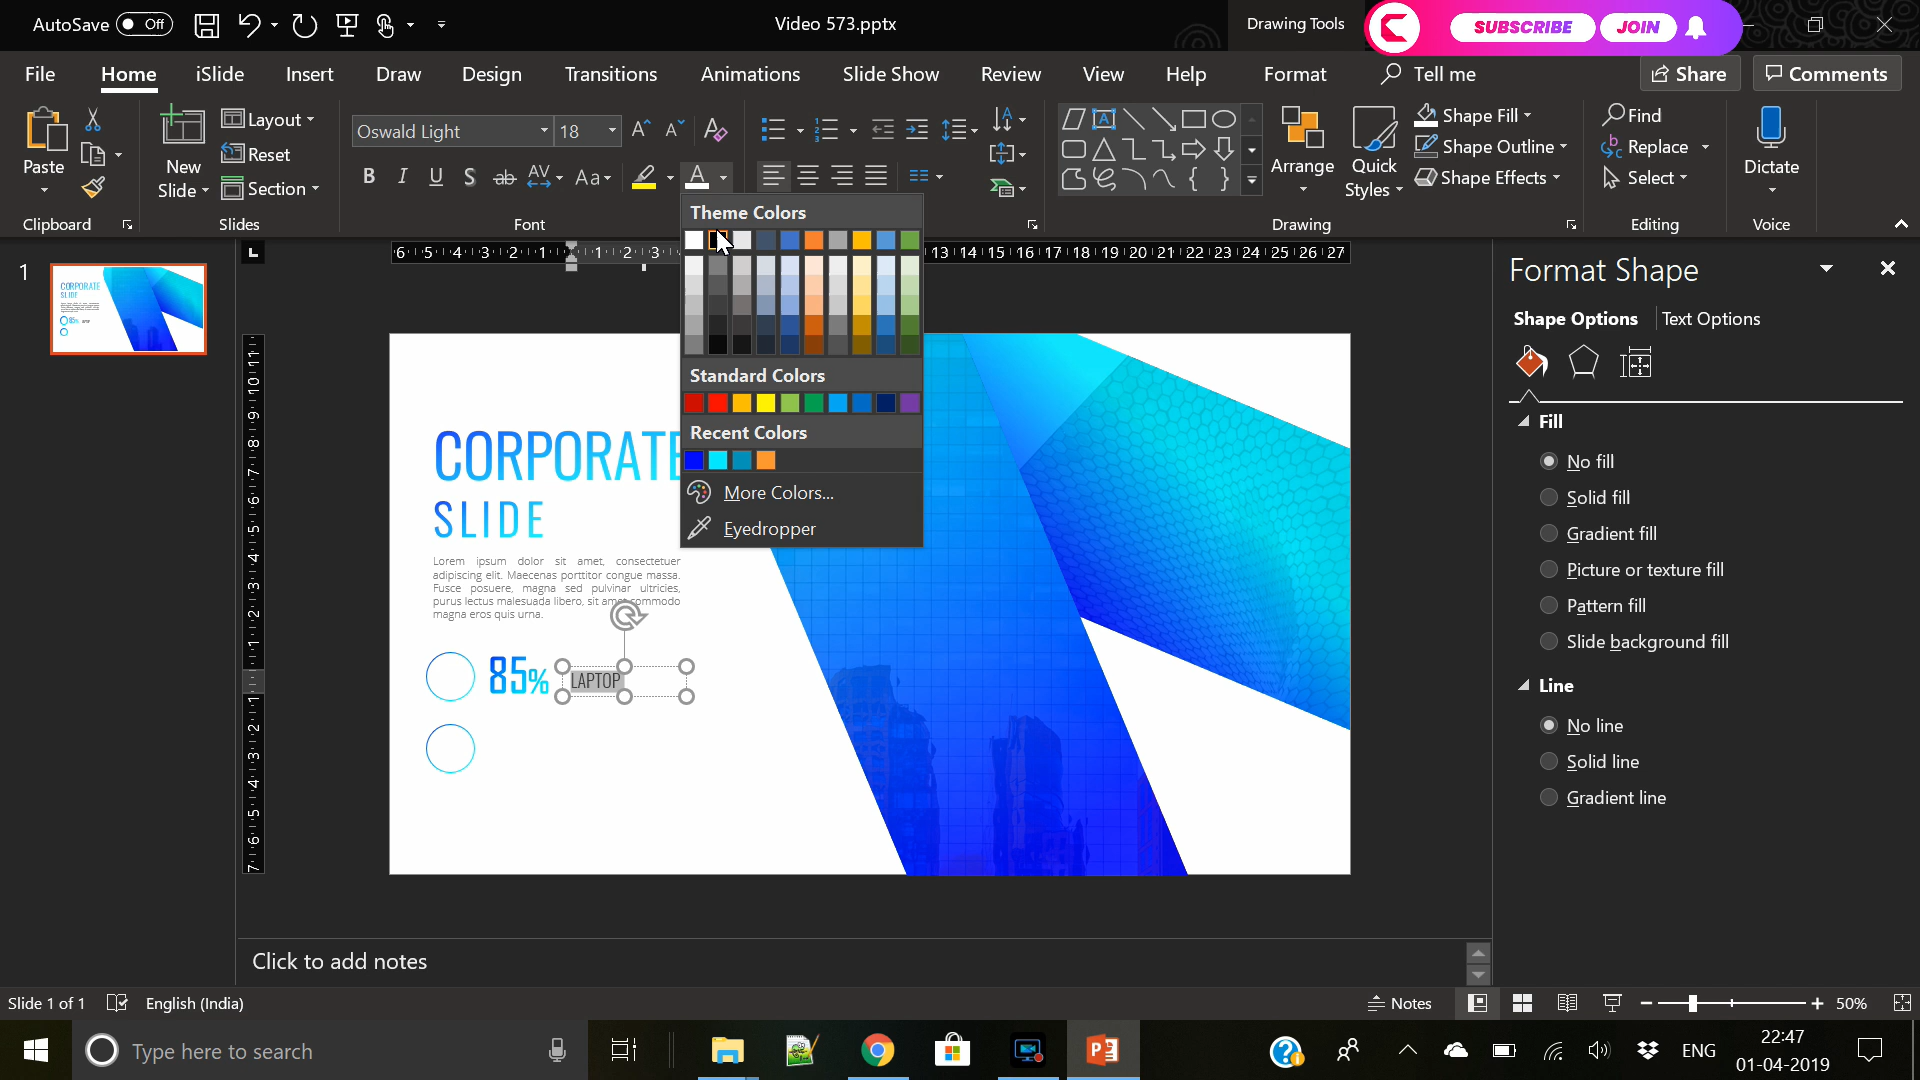 AutoSave Off
Video 573.pptx
Drawing Tools
SUBSCRIBE JOIN
File Home iSlide Insert Draw Design Transitions Animations Slide Show Review View Help Format Tell me Share Comments
Paste
Clipboard
New
Slide
Layout
Reset
Section
Slides
Oswald Light 18
B I U S ab AV Aa A
Font
Arrange
Quick
Styles
Shape Fill
Shape Outline
Shape Effects
Drawing
Find
Replace
Select
Editing
Dictate
Voice
Theme Colors
Standard Colors
Recent Colors
More Colors...
Eyedropper
1
CORPORATE
SLIDE
CORPORATE
SLIDE
Lorem ipsum dolor sit amet, consectetuer
adipiscing elit. Maecenas porttitor congue massa.
Fusce posuere, magna sed pulvinar ultricies,
purus lectus malesuada libero, sit amet commodo
magna eros quis urna.
85% LAPTOP
Format Shape
Shape Options Text Options
Fill
No fill
Solid fill
Gradient fill
Picture or texture fill
Pattern fill
Slide background fill
Line
No line
Solid line
Gradient line
Click to add notes
Slide 1 of 1 English (India) Notes 50%
Type here to search
ENG
22:47
01-04-2019